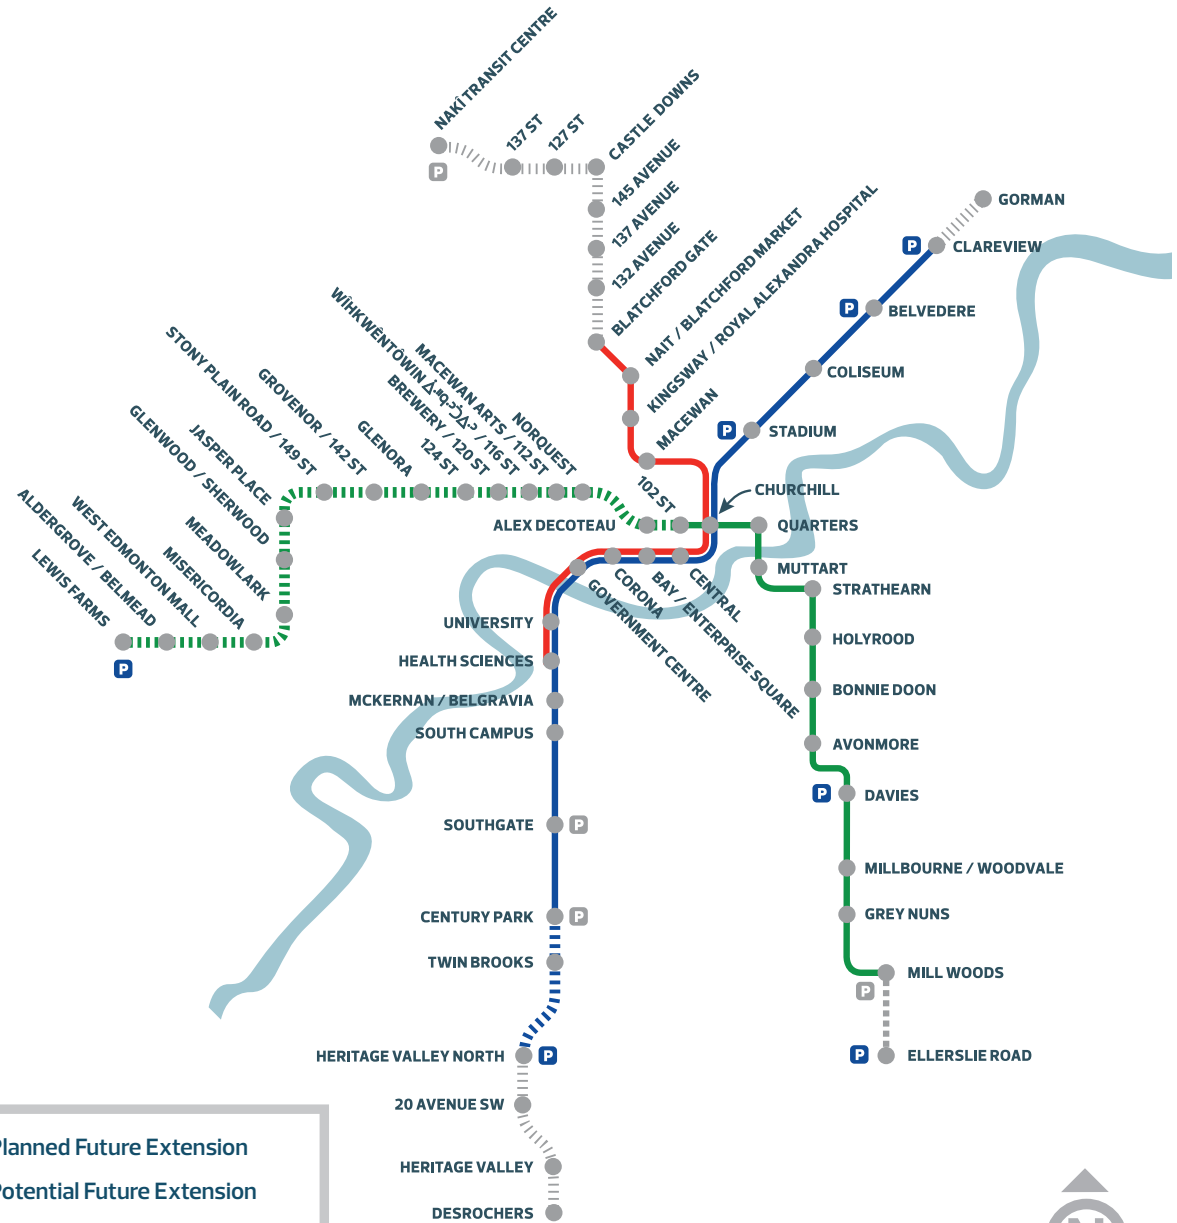 NAKÎ TRANSIT CENTRE
137 ST
127 ST
CASTLE DOWNS
145 AVENUE
137 AVENUE
132 AVENUE
BLATCHFORD GATE
NAIT / BLATCHFORD MARKET
KINGSWAY / ROYAL ALEXANDRA HOSPITAL
MACEWAN
GORMAN
P CLAREVIEW
P BELVEDERE
COLISEUM
P STADIUM
CHURCHILL
P
LEWIS FARMS
P
ALDERGROVE / BELMEAD
WEST EDMONTON MALL
MISERICORDIA
MEADOWLARK
GLENWOOD / SHERWOOD
JASPER PLACE
STONY PLAIN ROAD / 149 ST
GROVENOR / 142 ST
GLENORA
124 ST
BREWERY / 120 ST
WÎHKWÊNTÔWIN ᐄᐧᐦᑫᐧᐣᑑᐃᐧᐣ / 116 ST
MACEWAN ARTS / 112 ST
NORQUEST
ALEX DECOTEAU
102 ST
QUARTERS
MUTTART
STRATHEARN
HOLYROOD
BONNIE DOON
AVONMORE
P DAVIES
MILLBOURNE / WOODVALE
GREY NUNS
MILL WOODS
P
P ELLERSLIE ROAD
CENTRAL
BAY / ENTERPRISE SQUARE
CORONA
GOVERNMENT CENTRE
UNIVERSITY
HEALTH SCIENCES
MCKERNAN / BELGRAVIA
SOUTH CAMPUS
SOUTHGATE P
CENTURY PARK P
TWIN BROOKS
HERITAGE VALLEY NORTH P
20 AVENUE SW
HERITAGE VALLEY
DESROCHERS
Planned Future Extension
Potential Future Extension
N